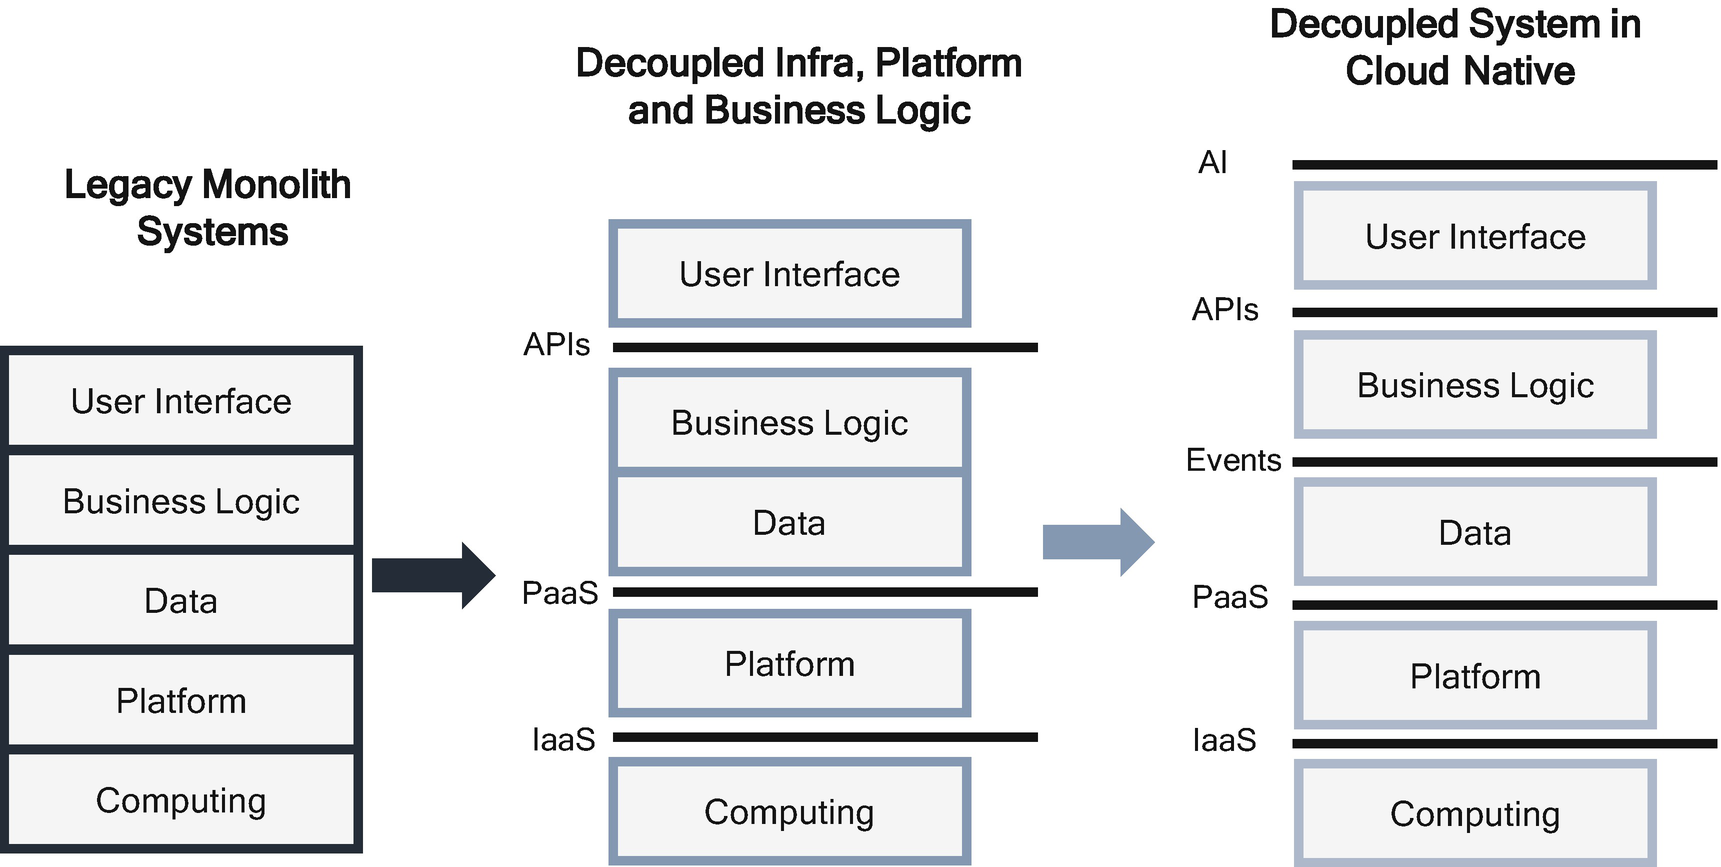 Legacy Monolith
Systems
User Interface
Business Logic
Data
Platform
Computing
Decoupled Infra, Platform
and Business Logic
User Interface
APIs
Business Logic
Data
PaaS
Platform
IaaS
Computing
Decoupled System in
Cloud Native
AI
User Interface
APIs
Business Logic
Events
Data
PaaS
Platform
IaaS
Computing